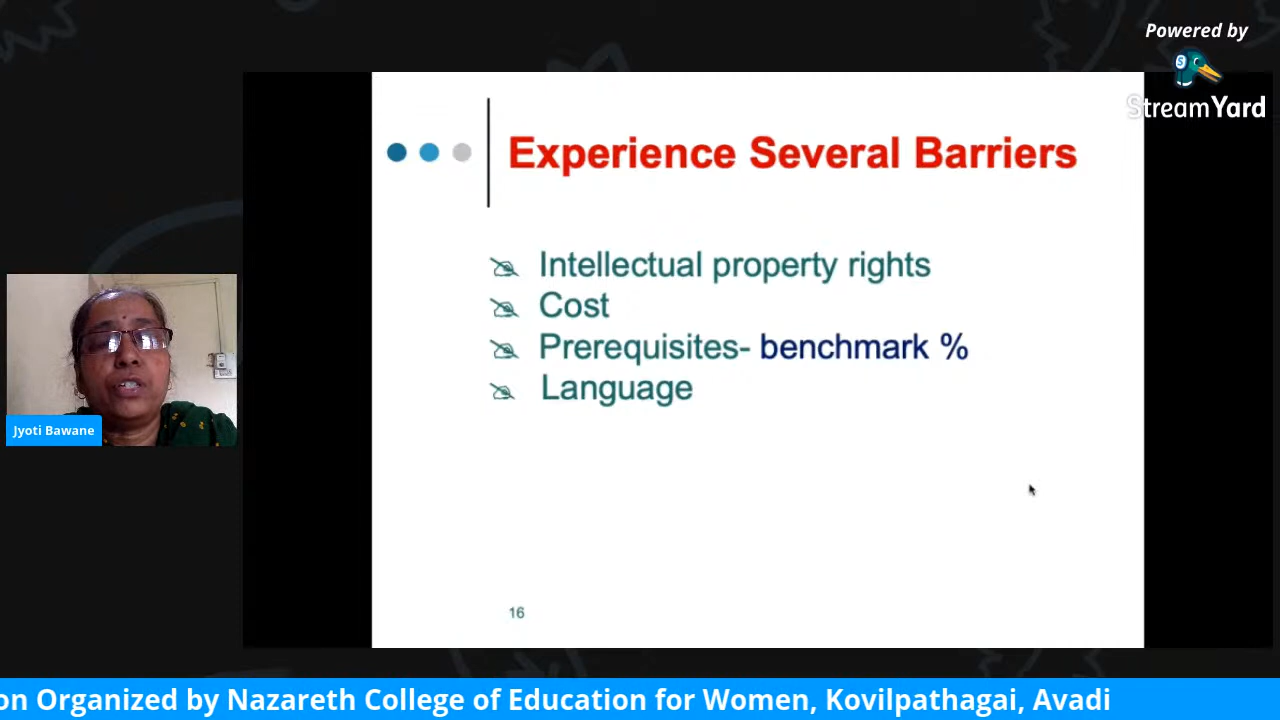 Powered by
StreamYard
Experience Several Barriers
Intellectual property rights
Cost
Prerequisites- benchmark %
Language
Jyoti Bawane
16
on Organized by Nazareth College of Education for Women, Kovilpathagai, Avadi